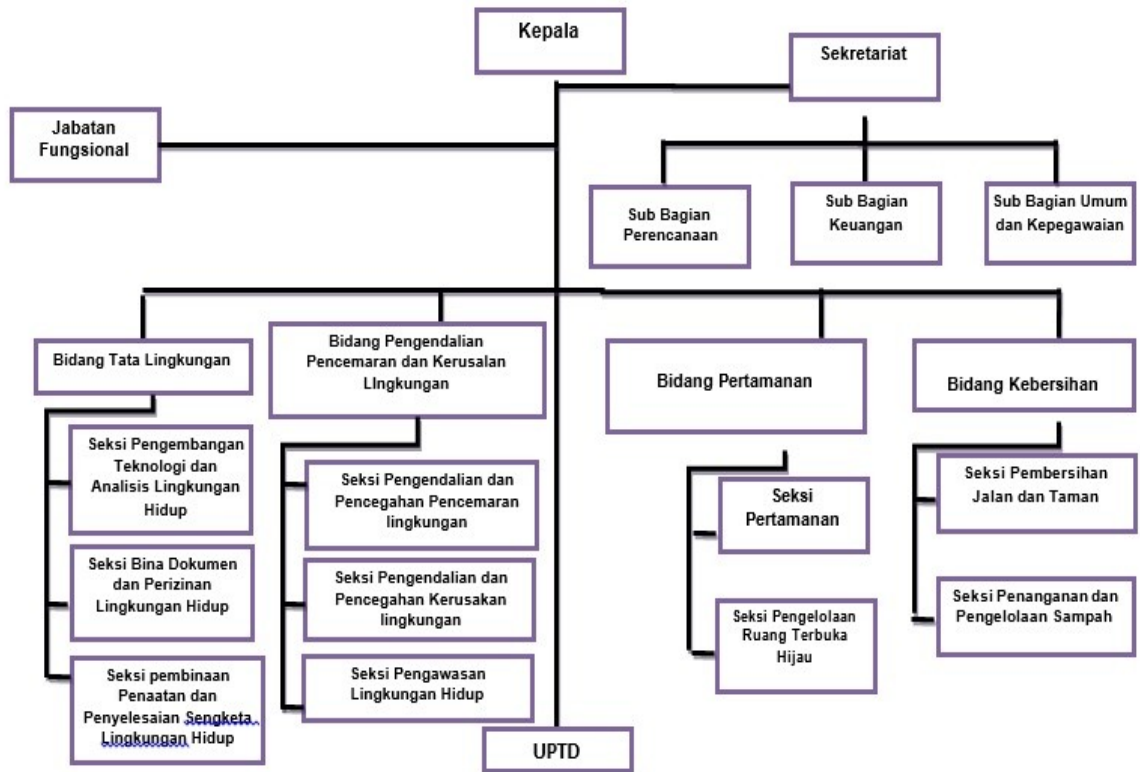 Kepala
Sekretariat
Jabatan
Fungsional
Sub Bagian
Perencanaan
Sub Bagian
Keuangan
Sub Bagian Umum
dan Kepegawaian
Bidang Tata Lingkungan
Bidang Pengendalian
Pencemaran dan Kerusalan
LIngkungan
Bidang Pertamanan
Bidang Kebersihan
Seksi Pengembangan
Teknologi dan
Analisis Lingkungan
Hidup
Seksi Bina Dokumen
dan Perizinan
Lingkungan Hidup
Seksi pembinaan
Penaatan dan
Penyelesaian Sengketa
Lingkungan Hidup
Seksi Pengendalian dan
Pencegahan Pencemaran
lingkungan
Seksi Pengendalian dan
Pencegahan Kerusakan
lingkungan
Seksi Pengawasan
Lingkungan Hidup
Seksi
Pertamanan
Seksi Pengelolaan
Ruang Terbuka
Hijau
Seksi Pembersihan
Jalan dan Taman
Seksi Penanganan dan
Pengelolaan Sampah
UPTD